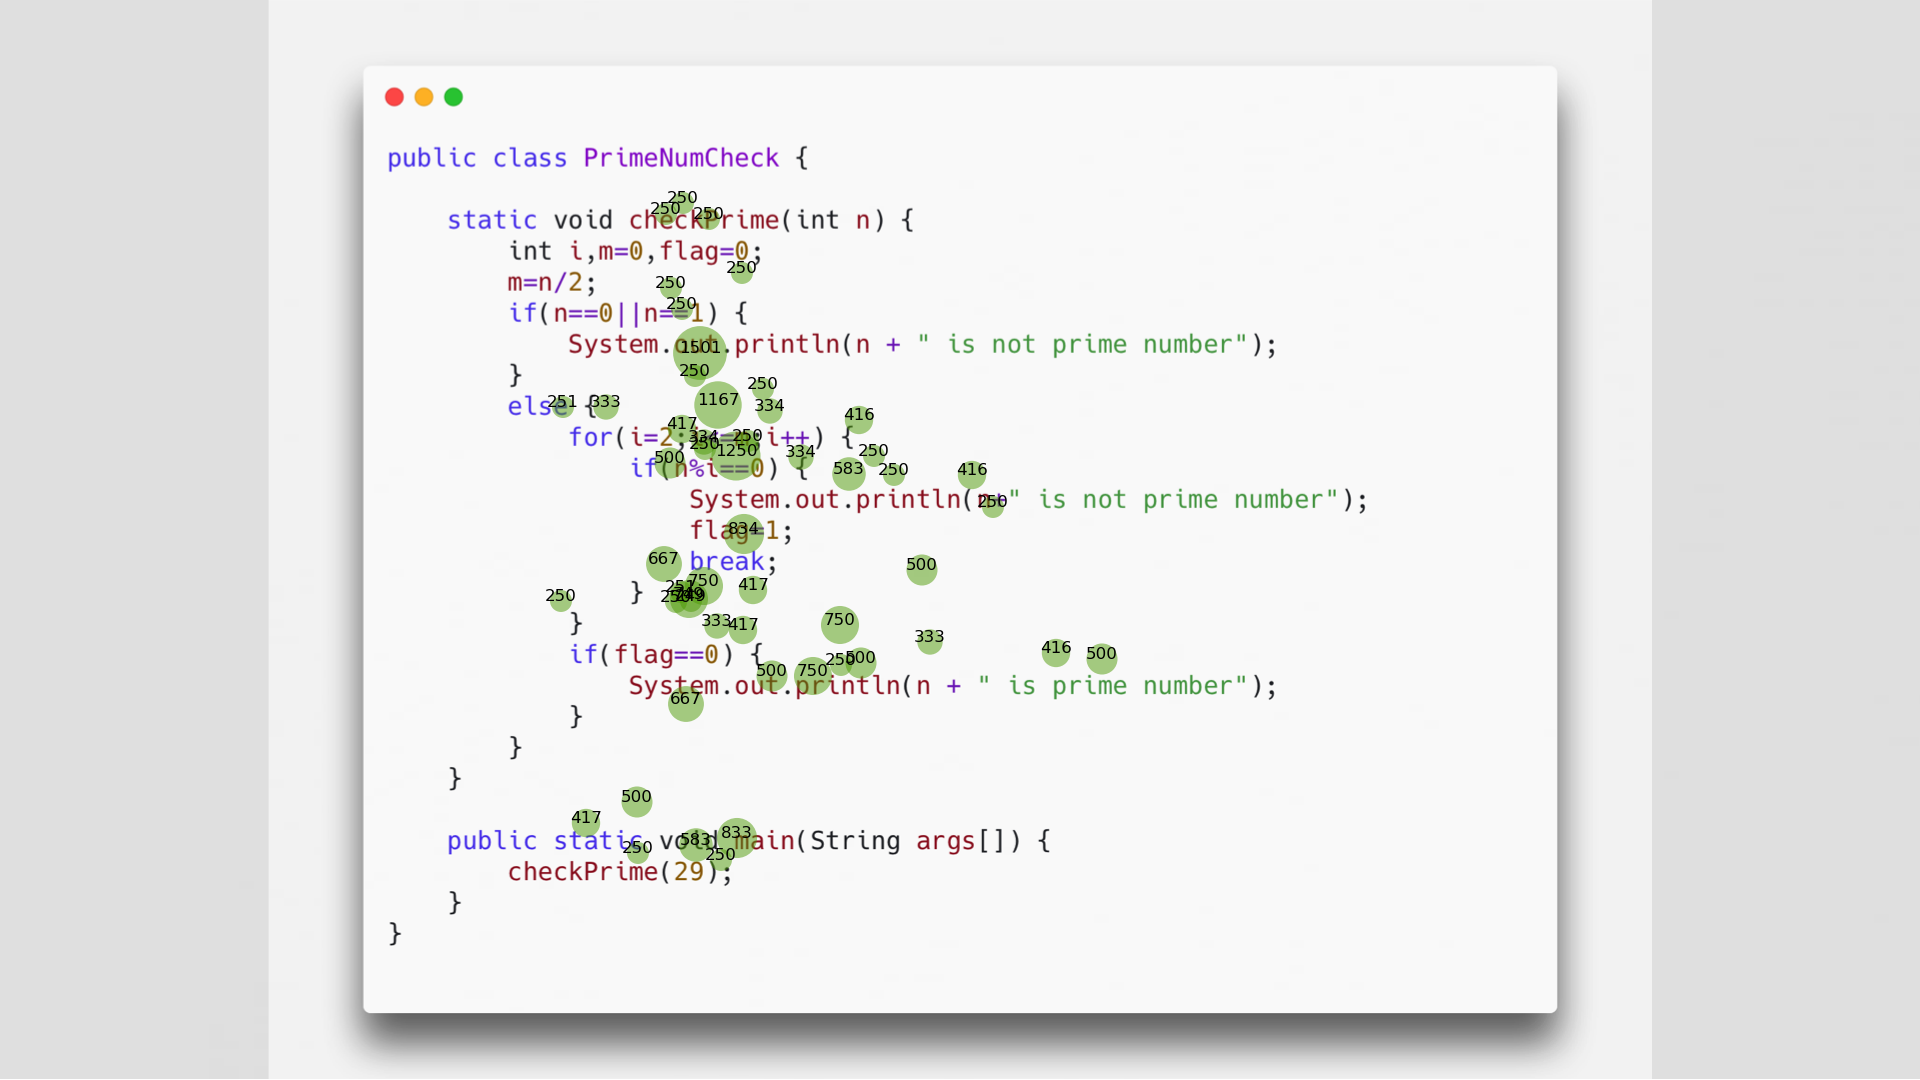 public class PrimeNumCheck {
250
250
250
static void checkPrime(int n) {
int i,m=0,flag=0;
250
250
m=n/2;
250
if(n==0||n==1) {
1101
System.out.println(n + " is not prime number");
250
}
250
251 333 1167 334
else {
416
417
334 250
for(i=2; i++) {
250
1250 334 250
500
if(n%i==0) {
583 250 416
System.out.println(n+" is not prime number");
250
834
flag=1;
667
break;
500
750
251
417
}
250
250 749
}
333 417 750
333
416 500
if(flag==0) {
250 500
500 750
System.out.println(n + " is prime number");
667
}
}
}
500
417
833
583
public static void main(String args[]) {
250
250
checkPrime(29);
}
}